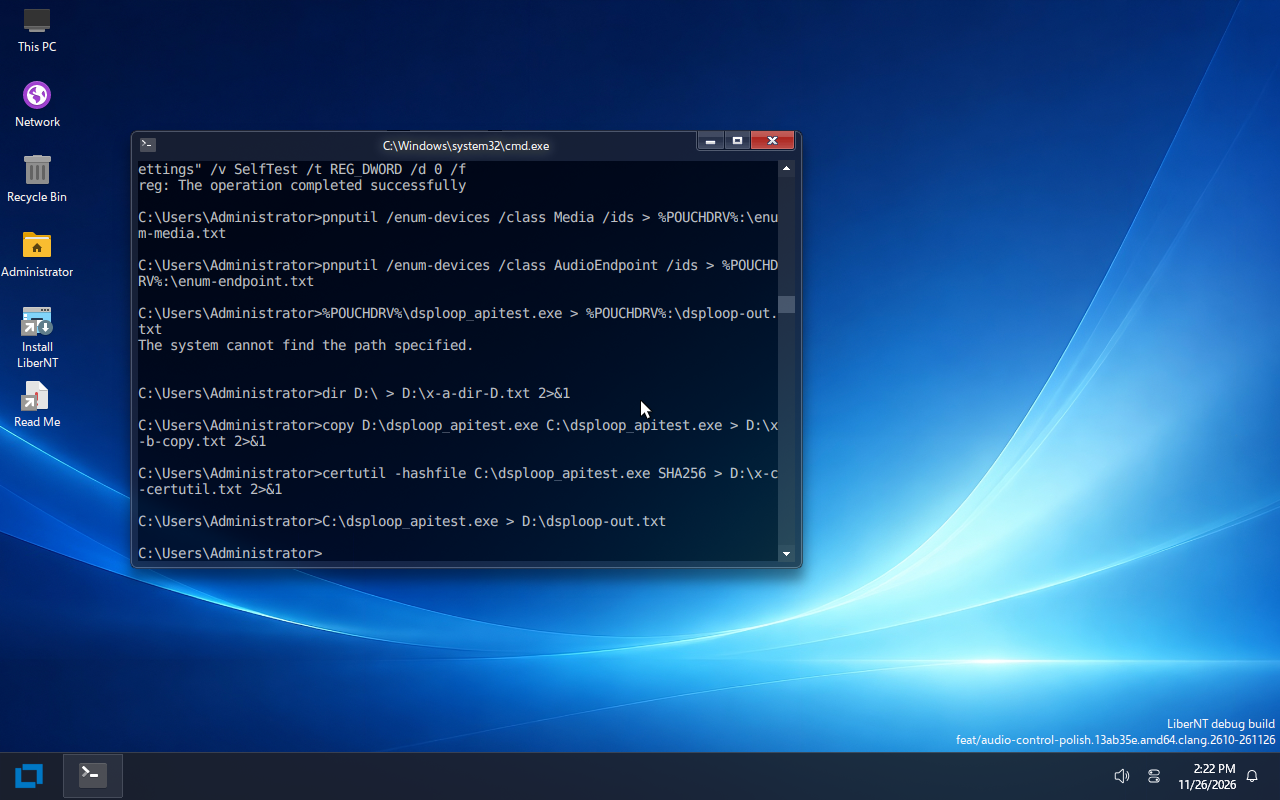 This PC
Network
Recycle Bin
Administrator
Install
LiberNT
Read Me
C:\Windows\system32\cmd.exe
ettings" /v SelfTest /t REG_DWORD /d 0 /f
reg: The operation completed successfully
C:\Users\Administrator>pnputil /enum-devices /class Media /ids > %POUCHDRV%:\enu
m-media.txt
C:\Users\Administrator>pnputil /enum-devices /class AudioEndpoint /ids > %POUCHD
RV%:\enum-endpoint.txt
C:\Users\Administrator>%POUCHDRV%\dsploop_apitest.exe > %POUCHDRV%:\dsploop-out.
txt
The system cannot find the path specified.
C:\Users\Administrator>dir D:\ > D:\x-a-dir-D.txt 2>&1
C:\Users\Administrator>copy D:\dsploop_apitest.exe C:\dsploop_apitest.exe > D:\x
-b-copy.txt 2>&1
C:\Users\Administrator>certutil -hashfile C:\dsploop_apitest.exe SHA256 > D:\x-c
-certutil.txt 2>&1
C:\Users\Administrator>C:\dsploop_apitest.exe > D:\dsploop-out.txt
C:\Users\Administrator>
LiberNT debug build
feat/audio-control-polish.13ab35e.amd64.clang.2610-261126
2:22 PM
11/26/2026